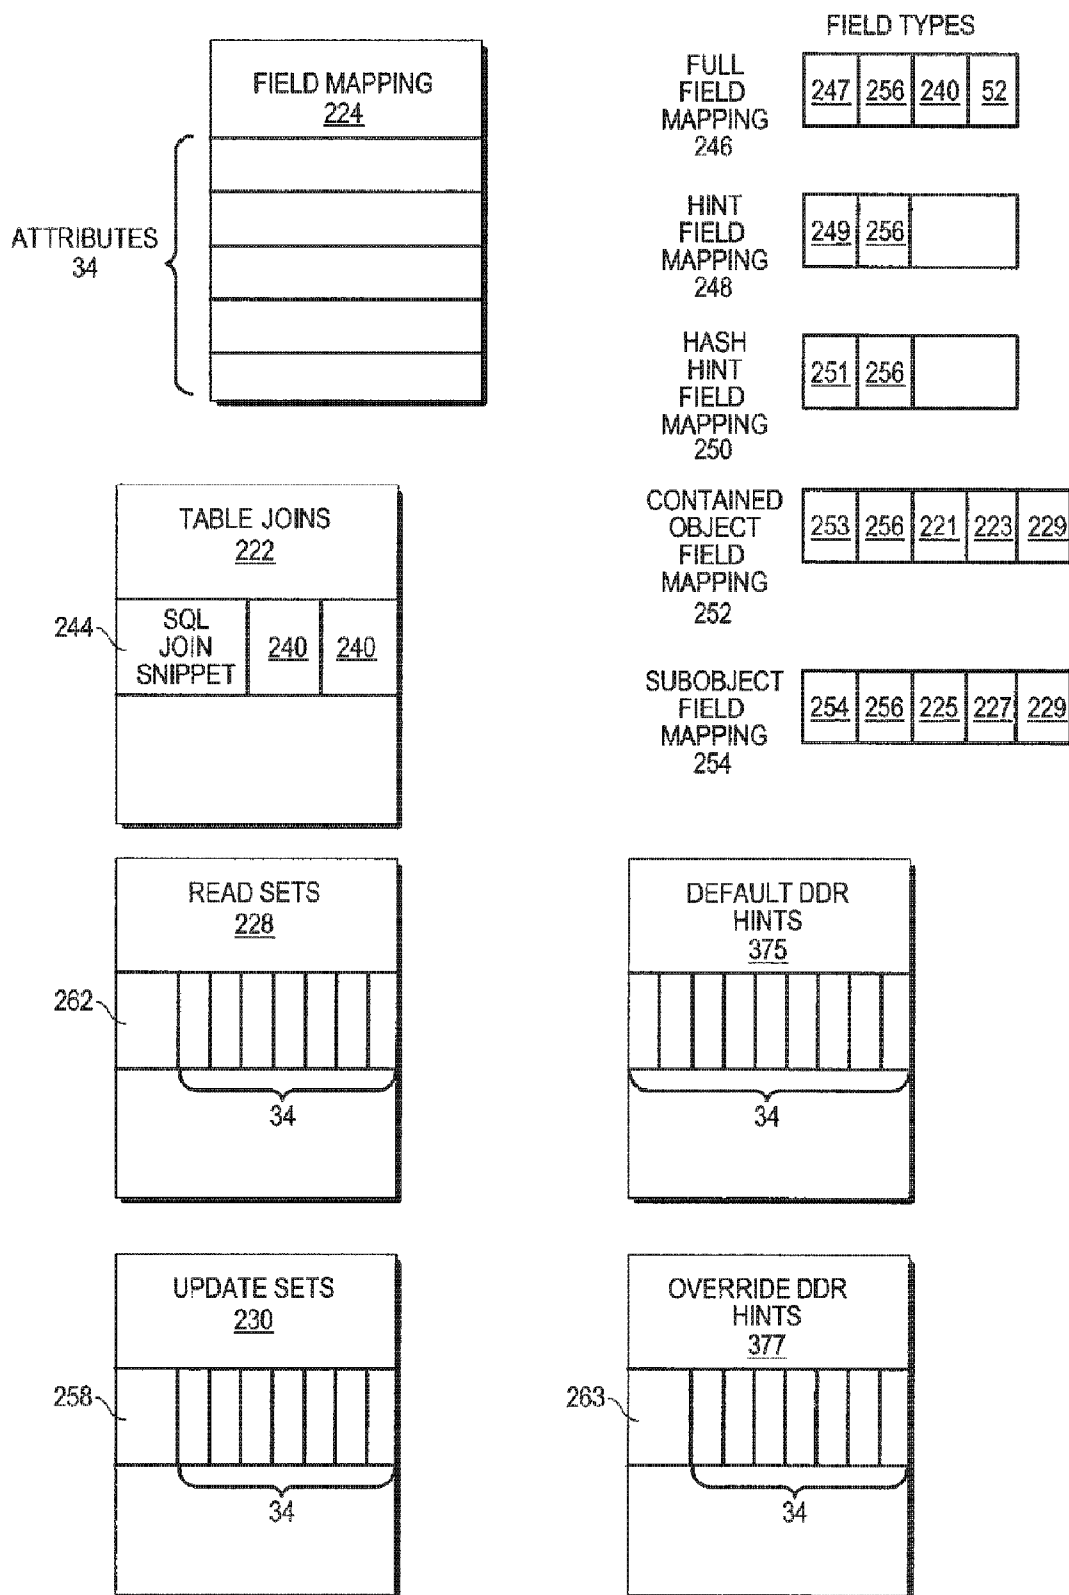 FIELD MAPPING
224
ATTRIBUTES
34
FIELD TYPES
FULL
FIELD
MAPPING
246
247 256 240 52
HINT
FIELD
MAPPING
248
249 256
HASH
HINT
FIELD
MAPPING
250
251 256
CONTAINED
OBJECT
FIELD
MAPPING
252
253 256 221 223 229
SUBOBJECT
FIELD
MAPPING
254
254 256 225 227 229
TABLE JOINS
222
244
SQL
JOIN
SNIPPET
240 240
READ SETS
228
262
34
DEFAULT DDR
HINTS
375
34
UPDATE SETS
230
258
34
OVERRIDE DDR
HINTS
377
263
34